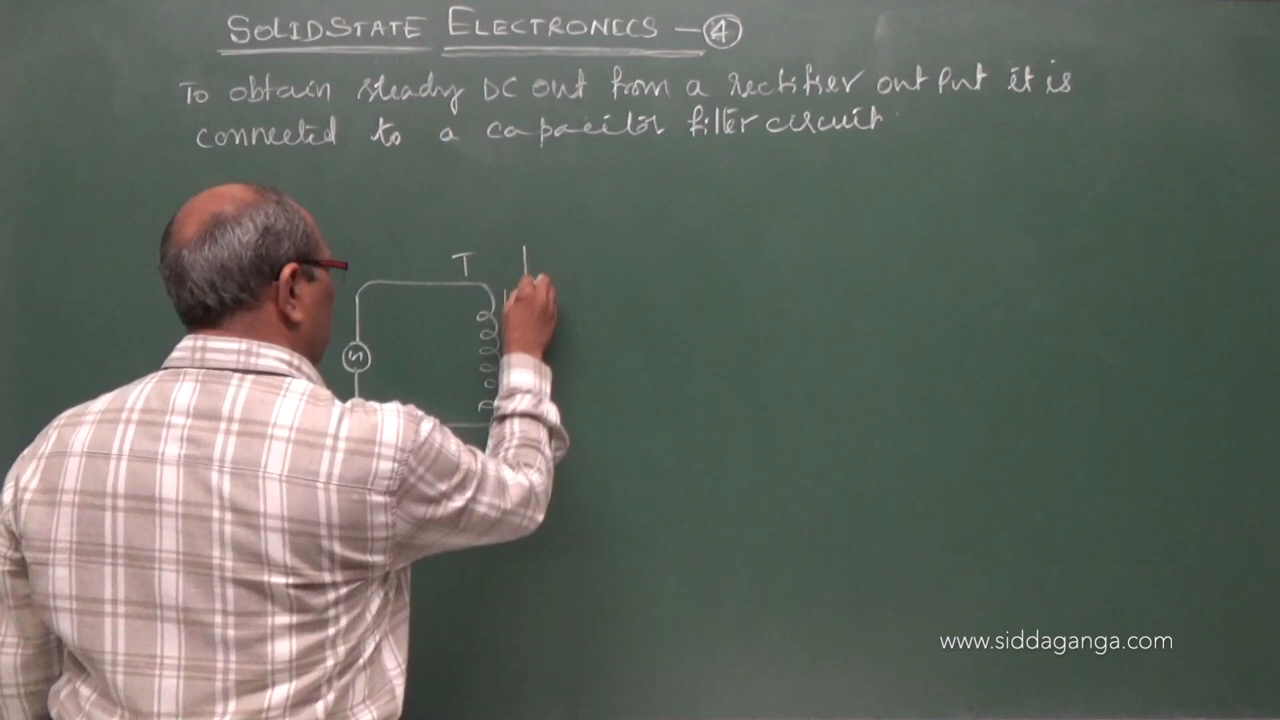 SOLIDSTATE ELECTRONICS - 4
To obtain steady DC out from a rectifier out put it is
connected to a capacitor filter circuit
T
www.siddaganga.com